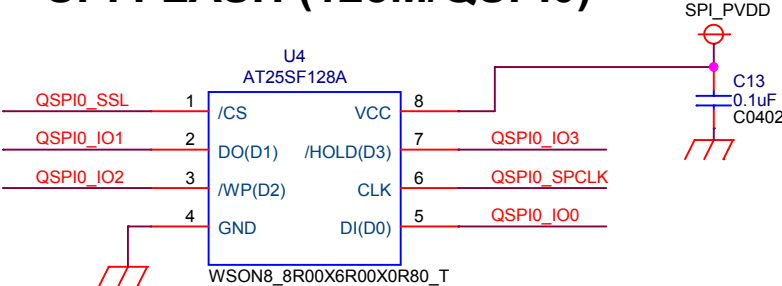 SPI_PVDD
U4
AT25SF128A
QSPI0_SSL 1 /CS VCC 8
C13
0.1uF
C0402
QSPI0_IO1 2 DO(D1) /HOLD(D3) 7 QSPI0_IO3
QSPI0_IO2 3 /WP(D2) CLK 6 QSPI0_SPCLK
4 GND DI(D0) 5 QSPI0_IO0
WSON8_8R00X6R00X0R80_T